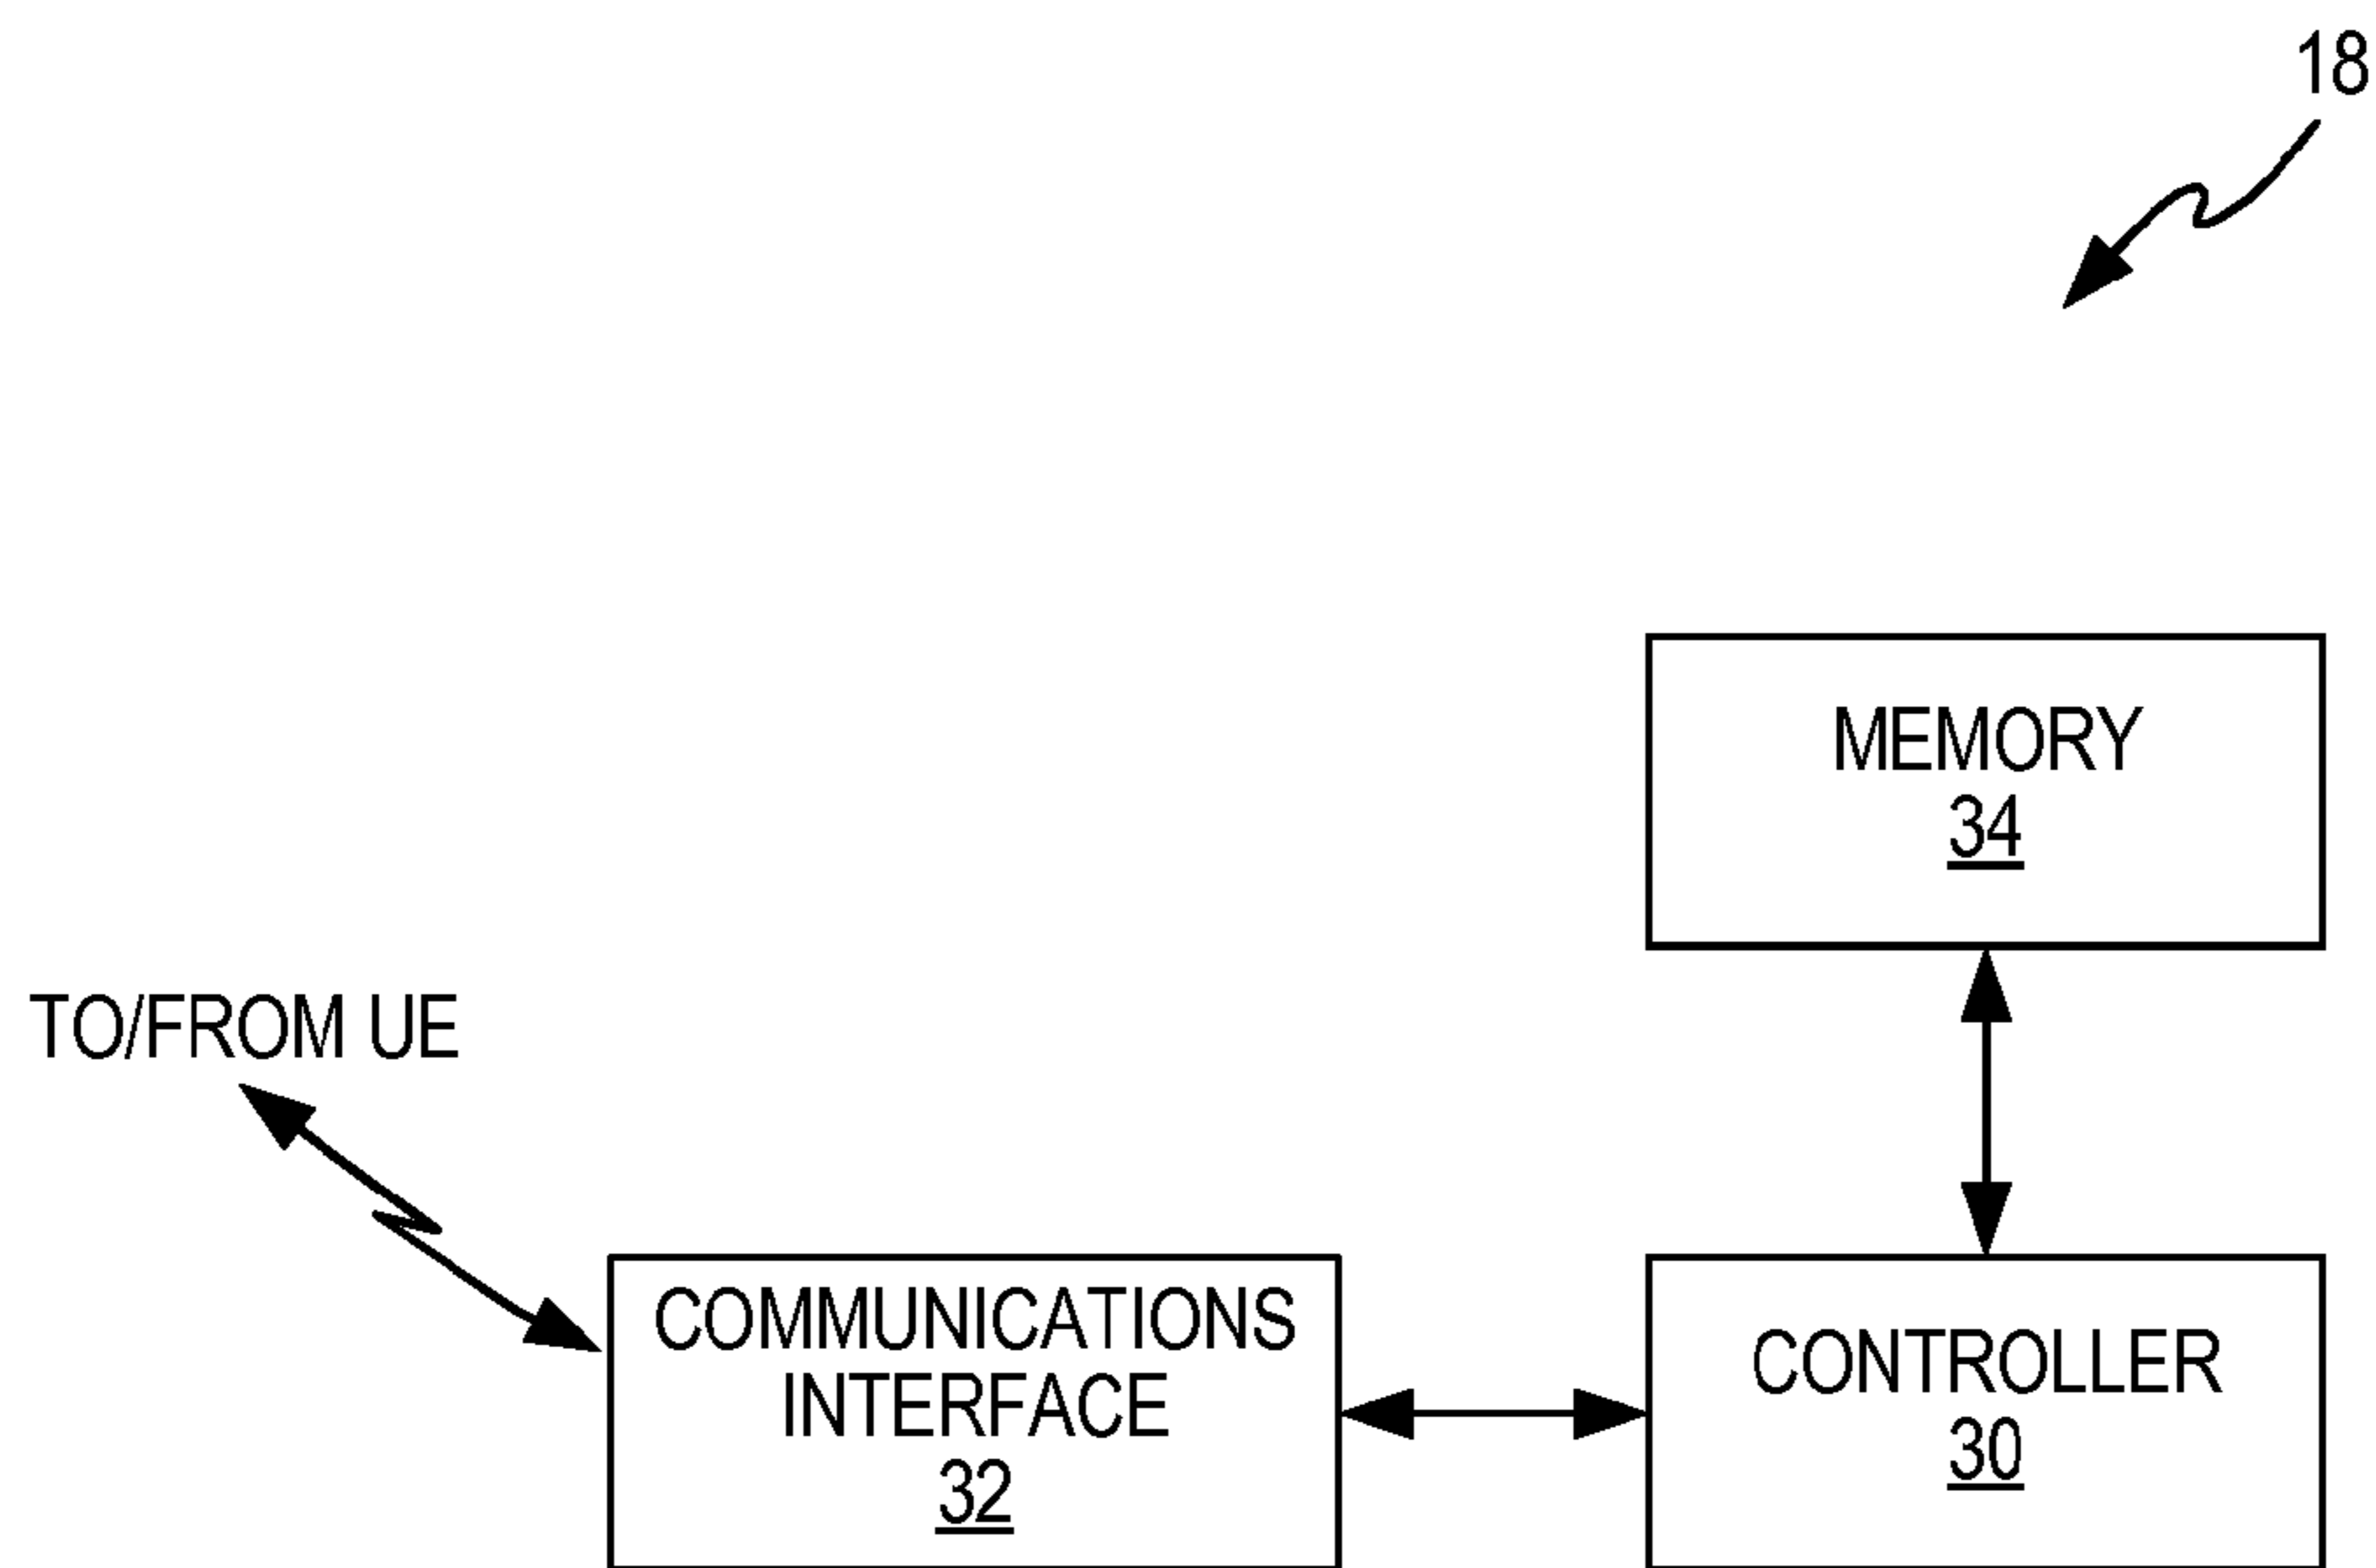 18
MEMORY
34
TO/FROM UE
COMMUNICATIONS
INTERFACE
32
CONTROLLER
30